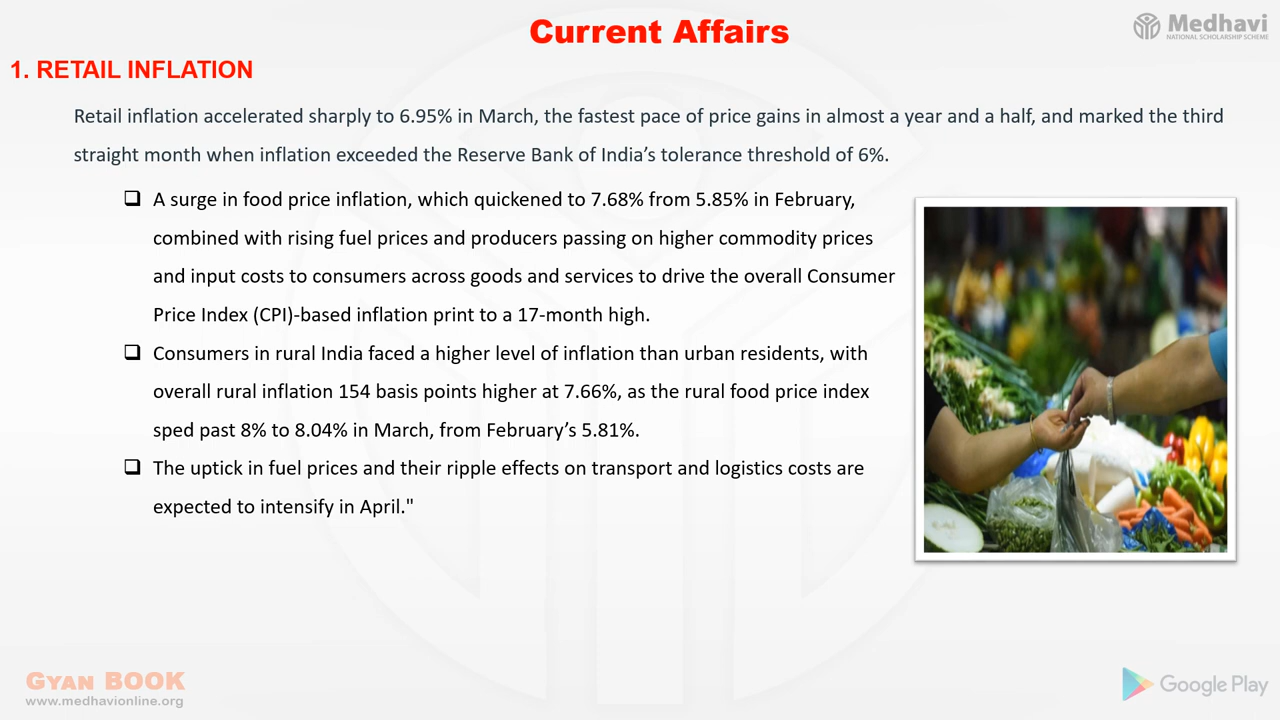 Current Affairs
Medhavi
NATIONAL SCHOLARSHIP SCHEME
1. RETAIL INFLATION
Retail inflation accelerated sharply to 6.95% in March, the fastest pace of price gains in almost a year and a half, and marked the third
straight month when inflation exceeded the Reserve Bank of India’s tolerance threshold of 6%.
❑ A surge in food price inflation, which quickened to 7.68% from 5.85% in February,
combined with rising fuel prices and producers passing on higher commodity prices
and input costs to consumers across goods and services to drive the overall Consumer
Price Index (CPI)-based inflation print to a 17-month high.
❑ Consumers in rural India faced a higher level of inflation than urban residents, with
overall rural inflation 154 basis points higher at 7.66%, as the rural food price index
sped past 8% to 8.04% in March, from February’s 5.81%.
❑ The uptick in fuel prices and their ripple effects on transport and logistics costs are
expected to intensify in April."
GYAN BOOK
www.medhavionline.org
Google Play